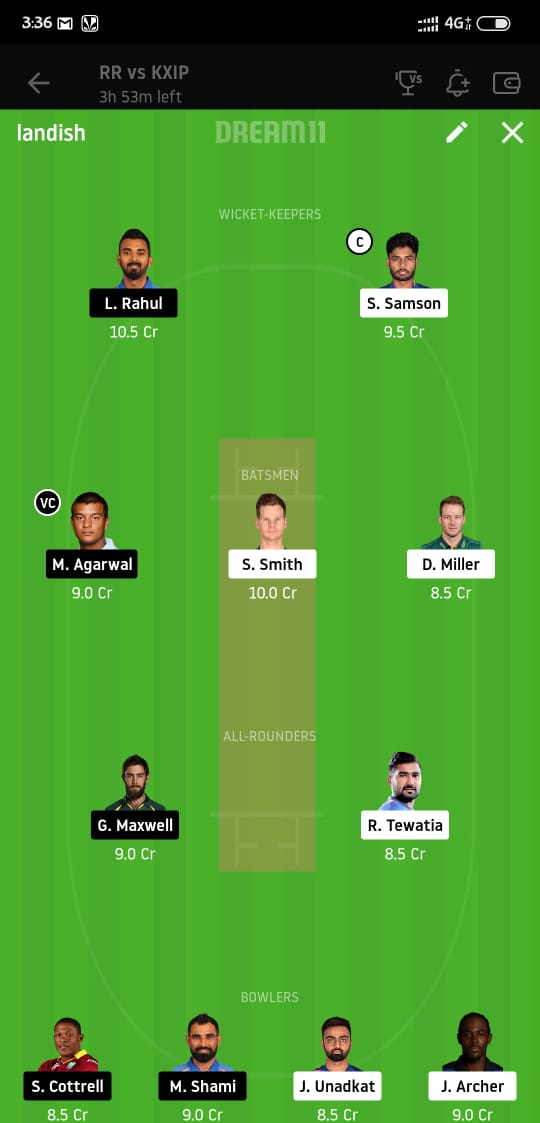 3:36 4G
RR vs KXIP
VS
3h 53m left
landish DREAM11
WICKET-KEEPERS
C
L. Rahul S. Samson
10.5 Cr 9.5 Cr
BATSMEN
VC
M. Agarwal S. Smith D. Miller
9.0 Cr 10.0 Cr 8.5 Cr
ALL-ROUNDERS
G. Maxwell R. Tewatia
9.0 Cr 8.5 Cr
BOWLERS
S. Cottrell M. Shami J. Unadkat J. Archer
8.5 Cr 9.0 Cr 8.5 Cr 9.0 Cr